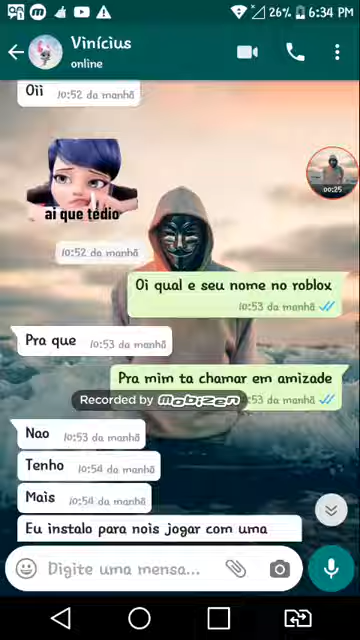 26% 6:34 PM
Vinícius
online
Oii 10:52 da manhã
ai que tédio
10:52 da manhã
00:25
Oi qual e seu nome no roblox
10:53 da manhã
Pra que 10:53 da manhã
Pra mim ta chamar em amizade
Recorded by mobizen :53 da manhã
Nao 10:53 da manhã
Tenho 10:54 da manhã
Mais 10:54 da manhã
Eu instalo para nois jogar com uma
Digite uma mensa...